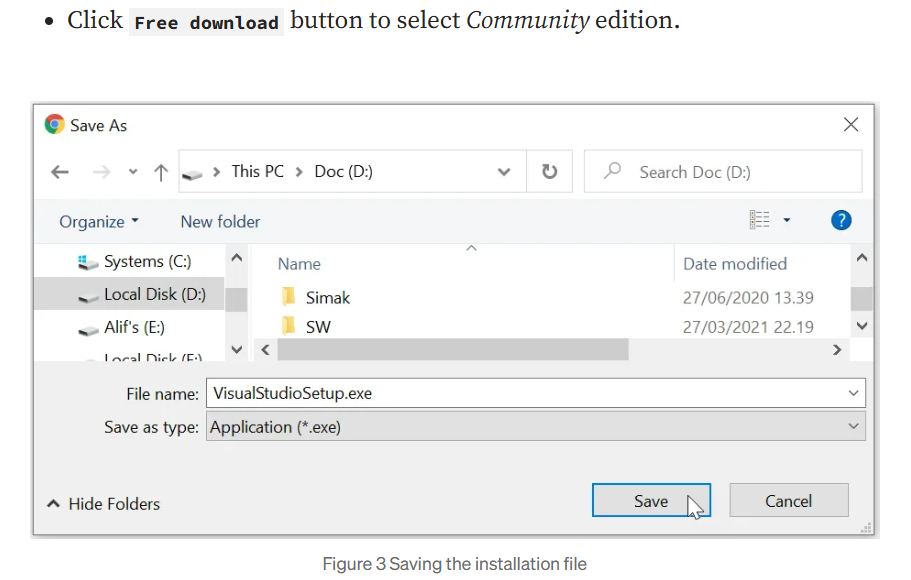 Click Free download button to select Community edition.
Save As
This PC > Doc (D:)
Search Doc (D:)
Organize
New folder
?
Systems (C:)
Name
Date modified
Local Disk (D:)
Simak
27/06/2020 13.39
Alif's (E:)
SW
27/03/2021 22.19
Local Disk (F:)
File name: VisualStudioSetup.exe
Save as type: Application (*.exe)
Hide Folders
Save
Cancel
Figure 3 Saving the installation file